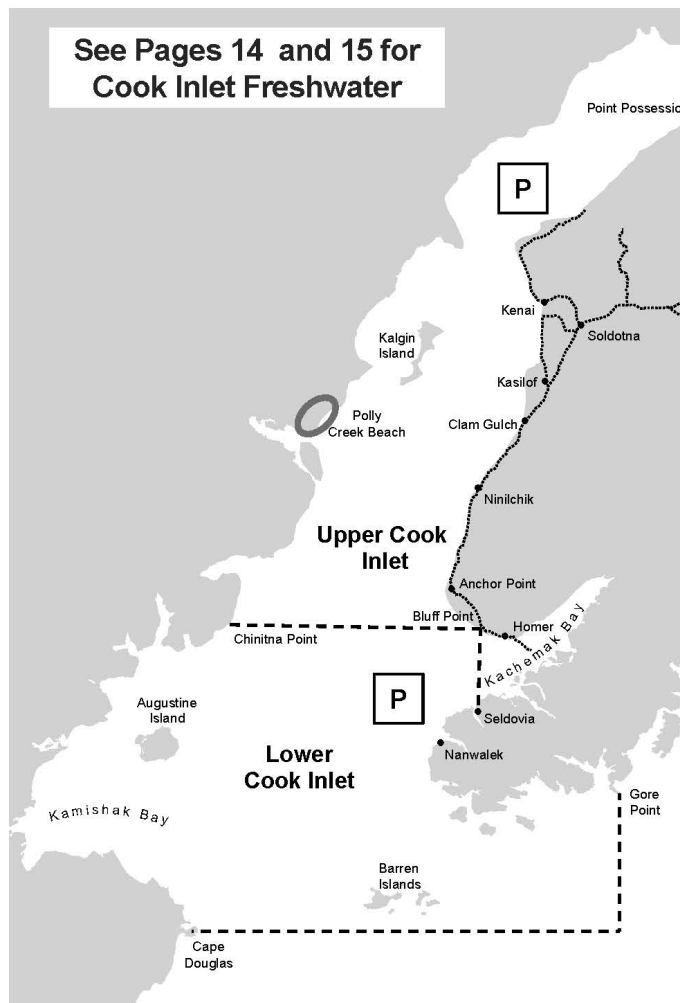 See Pages 14 and 15 for
Cook Inlet Freshwater
Point Possessio
P
Kenai
Soldotna
Kalgin
Island
Kasilof
Polly
Creek Beach
Clam Gulch
Ninilchik
Upper Cook
Inlet
Anchor Point
Bluff Point
Homer
Chinitna Point
Kachemak Bay
P
Augustine
Island
Seldovia
Lower
Cook Inlet
Nanwalek
Gore
Point
Kamishak Bay
Barren
Islands
Cape
Douglas